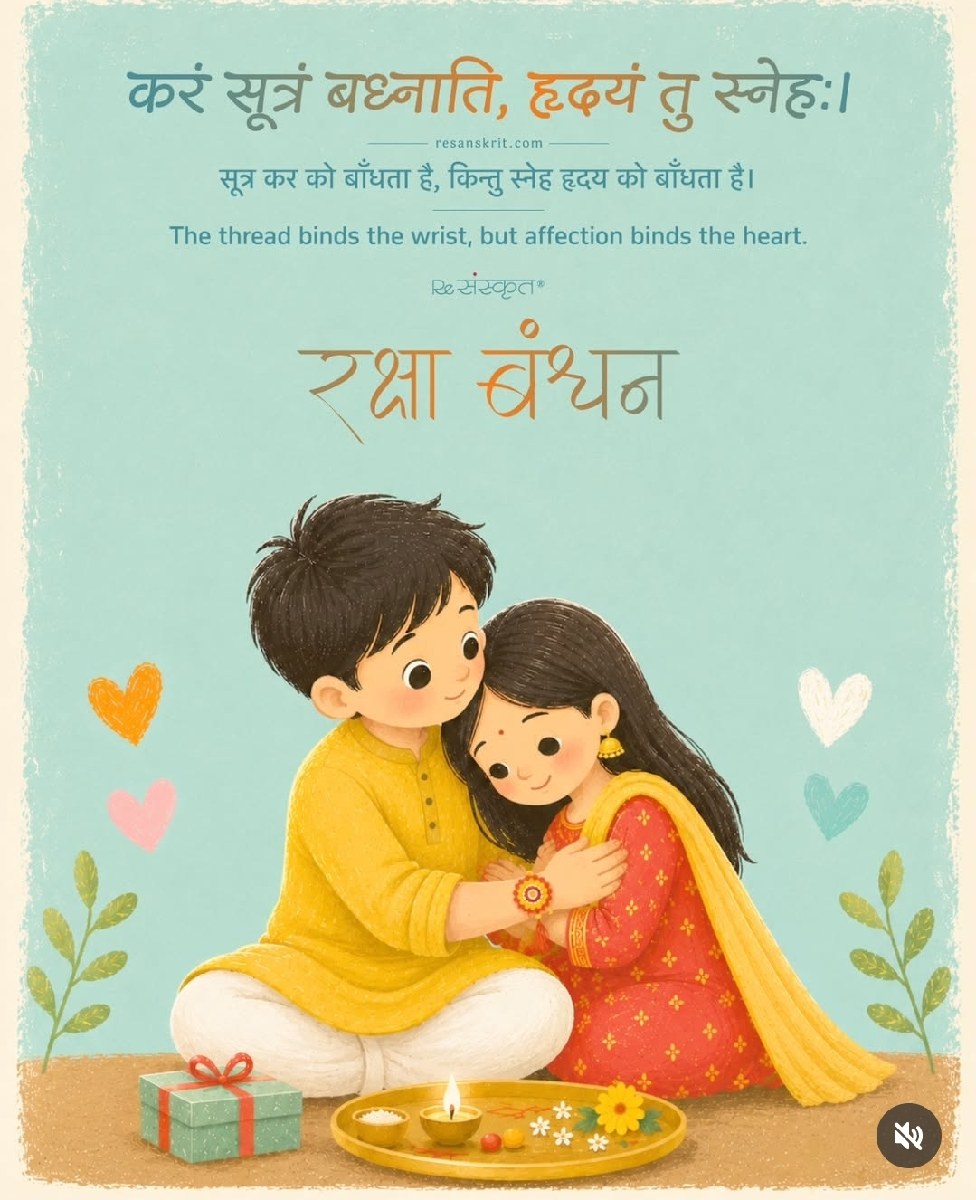 करं सूत्रं बध्नाति, हृदयं तु स्नेहः।
resanskrit.com
सूत्र कर को बाँधता है, किन्तु स्नेह हृदय को बाँधता है।
The thread binds the wrist, but affection binds the heart.
Re संस्कृत®
रक्षा बंधन